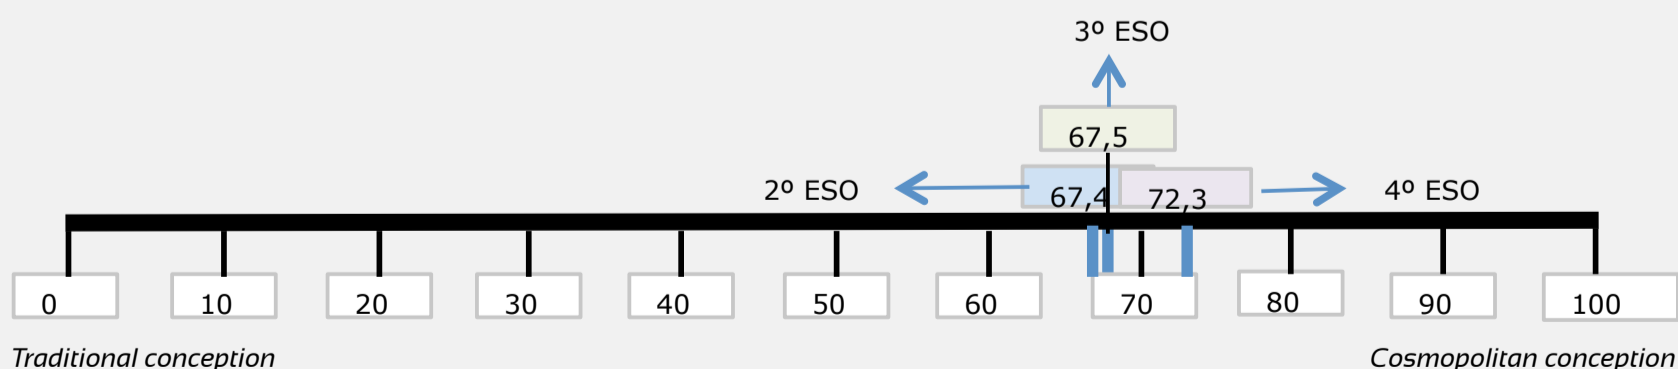 3º ESO
67,5
2º ESO
67,4
72,3
4º ESO
0 10 20 30 40 50 60 70 80 90 100
Traditional conception
Cosmopolitan conception